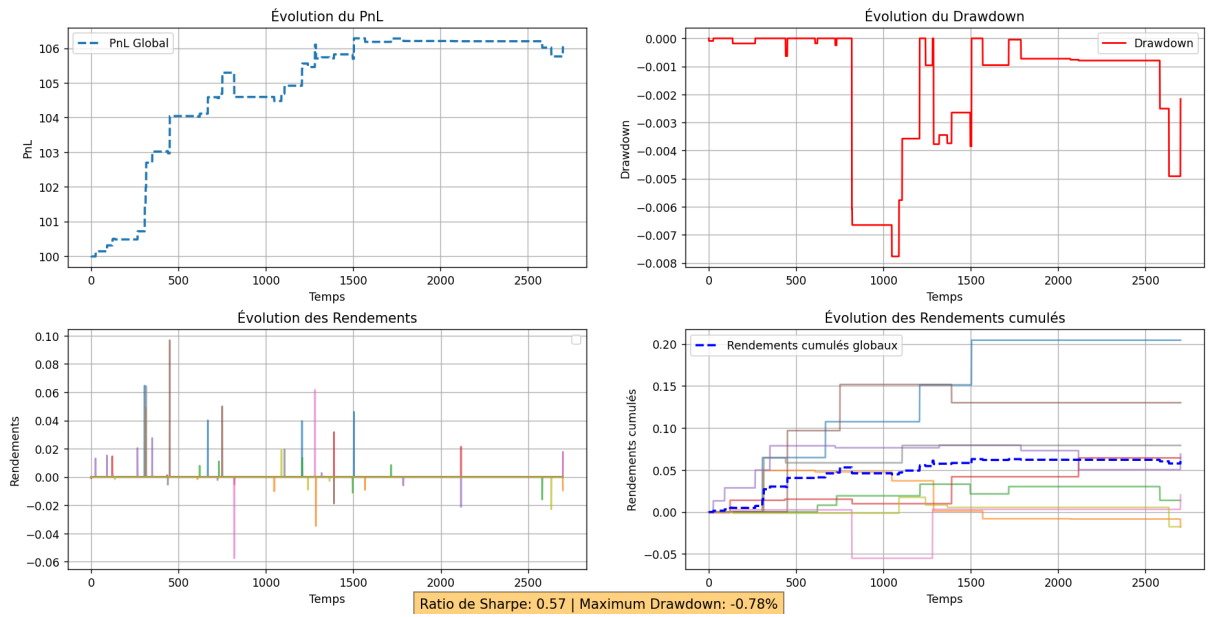 Évolution du PnL
PnL Global
106
105
104
103
102
101
100
PnL
0 500 1000 1500 2000 2500
Temps
Évolution du Drawdown
Drawdown
0.000
−0.001
−0.002
−0.003
−0.004
−0.005
−0.006
−0.007
−0.008
Drawdown
0 500 1000 1500 2000 2500
Temps
Évolution des Rendements
0.10
0.08
0.06
0.04
0.02
0.00
−0.02
−0.04
−0.06
Rendements
0 500 1000 1500 2000 2500
Temps
Évolution des Rendements cumulés
Rendements cumulés globaux
0.20
0.15
0.10
0.05
0.00
−0.05
Rendements cumulés
0 500 1000 1500 2000 2500
Temps
Ratio de Sharpe: 0.57 | Maximum Drawdown: -0.78%